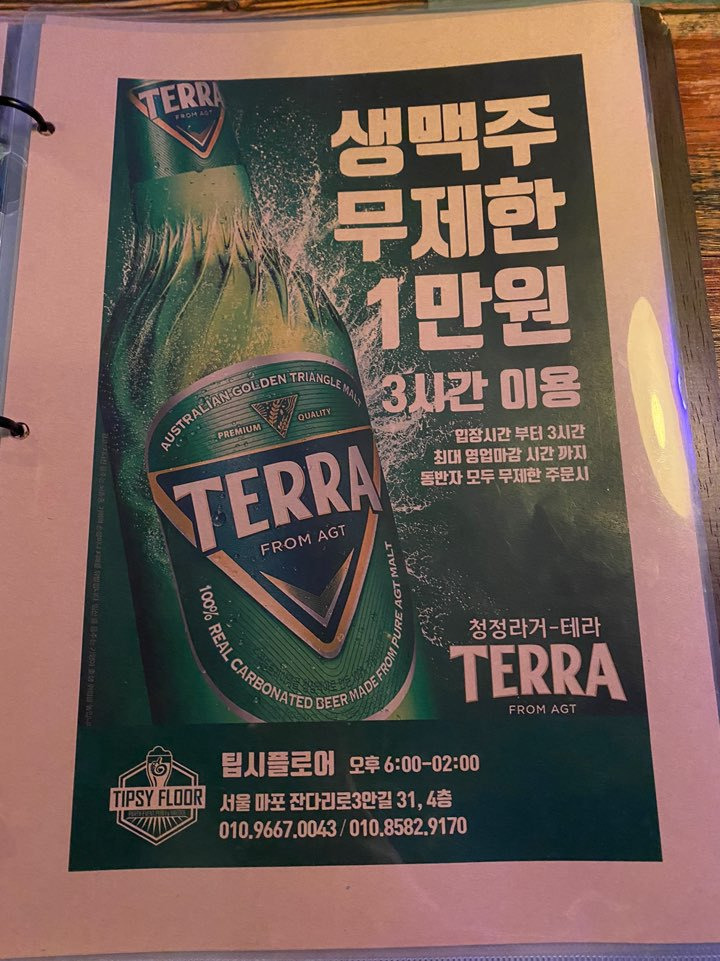 TERRA
FROM AGT
생맥주
무제한
1만원
3시간 이용
입장시간 부터 3시간
최대 영업마감 시간 까지
동반자 모두 무제한 주문시
AUSTRALIAN GOLDEN TRIANGLE MALT
PREMIUM QUALITY
TERRA
FROM AGT
100% REAL CARBONATED BEER MADE FROM PURE AGT MALT
청정라거-테라
TERRA
FROM AGT
TIPSY FLOOR
팁시플로어 오후 6:00-02:00
서울 마포 잔다리로3안길 31, 4층
010.9667.0043 / 010.8582.9170